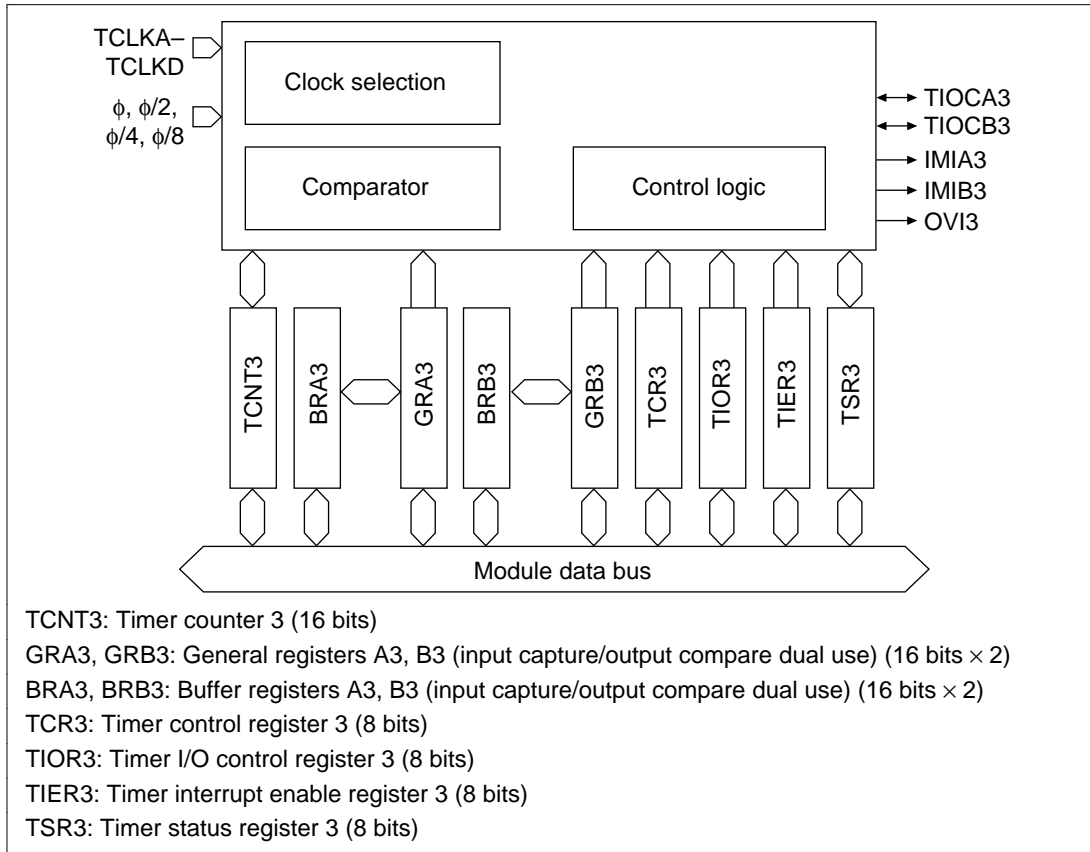 TCLKA–
TCLKD
ϕ, ϕ/2,
ϕ/4, ϕ/8
Clock selection
Comparator
Control logic
TIOCA3
TIOCB3
IMIA3
IMIB3
OVI3
TCNT3
BRA3
GRA3
BRB3
GRB3
TCR3
TIOR3
TIER3
TSR3
Module data bus
TCNT3: Timer counter 3 (16 bits)
GRA3, GRB3: General registers A3, B3 (input capture/output compare dual use) (16 bits × 2)
BRA3, BRB3: Buffer registers A3, B3 (input capture/output compare dual use) (16 bits × 2)
TCR3: Timer control register 3 (8 bits)
TIOR3: Timer I/O control register 3 (8 bits)
TIER3: Timer interrupt enable register 3 (8 bits)
TSR3: Timer status register 3 (8 bits)